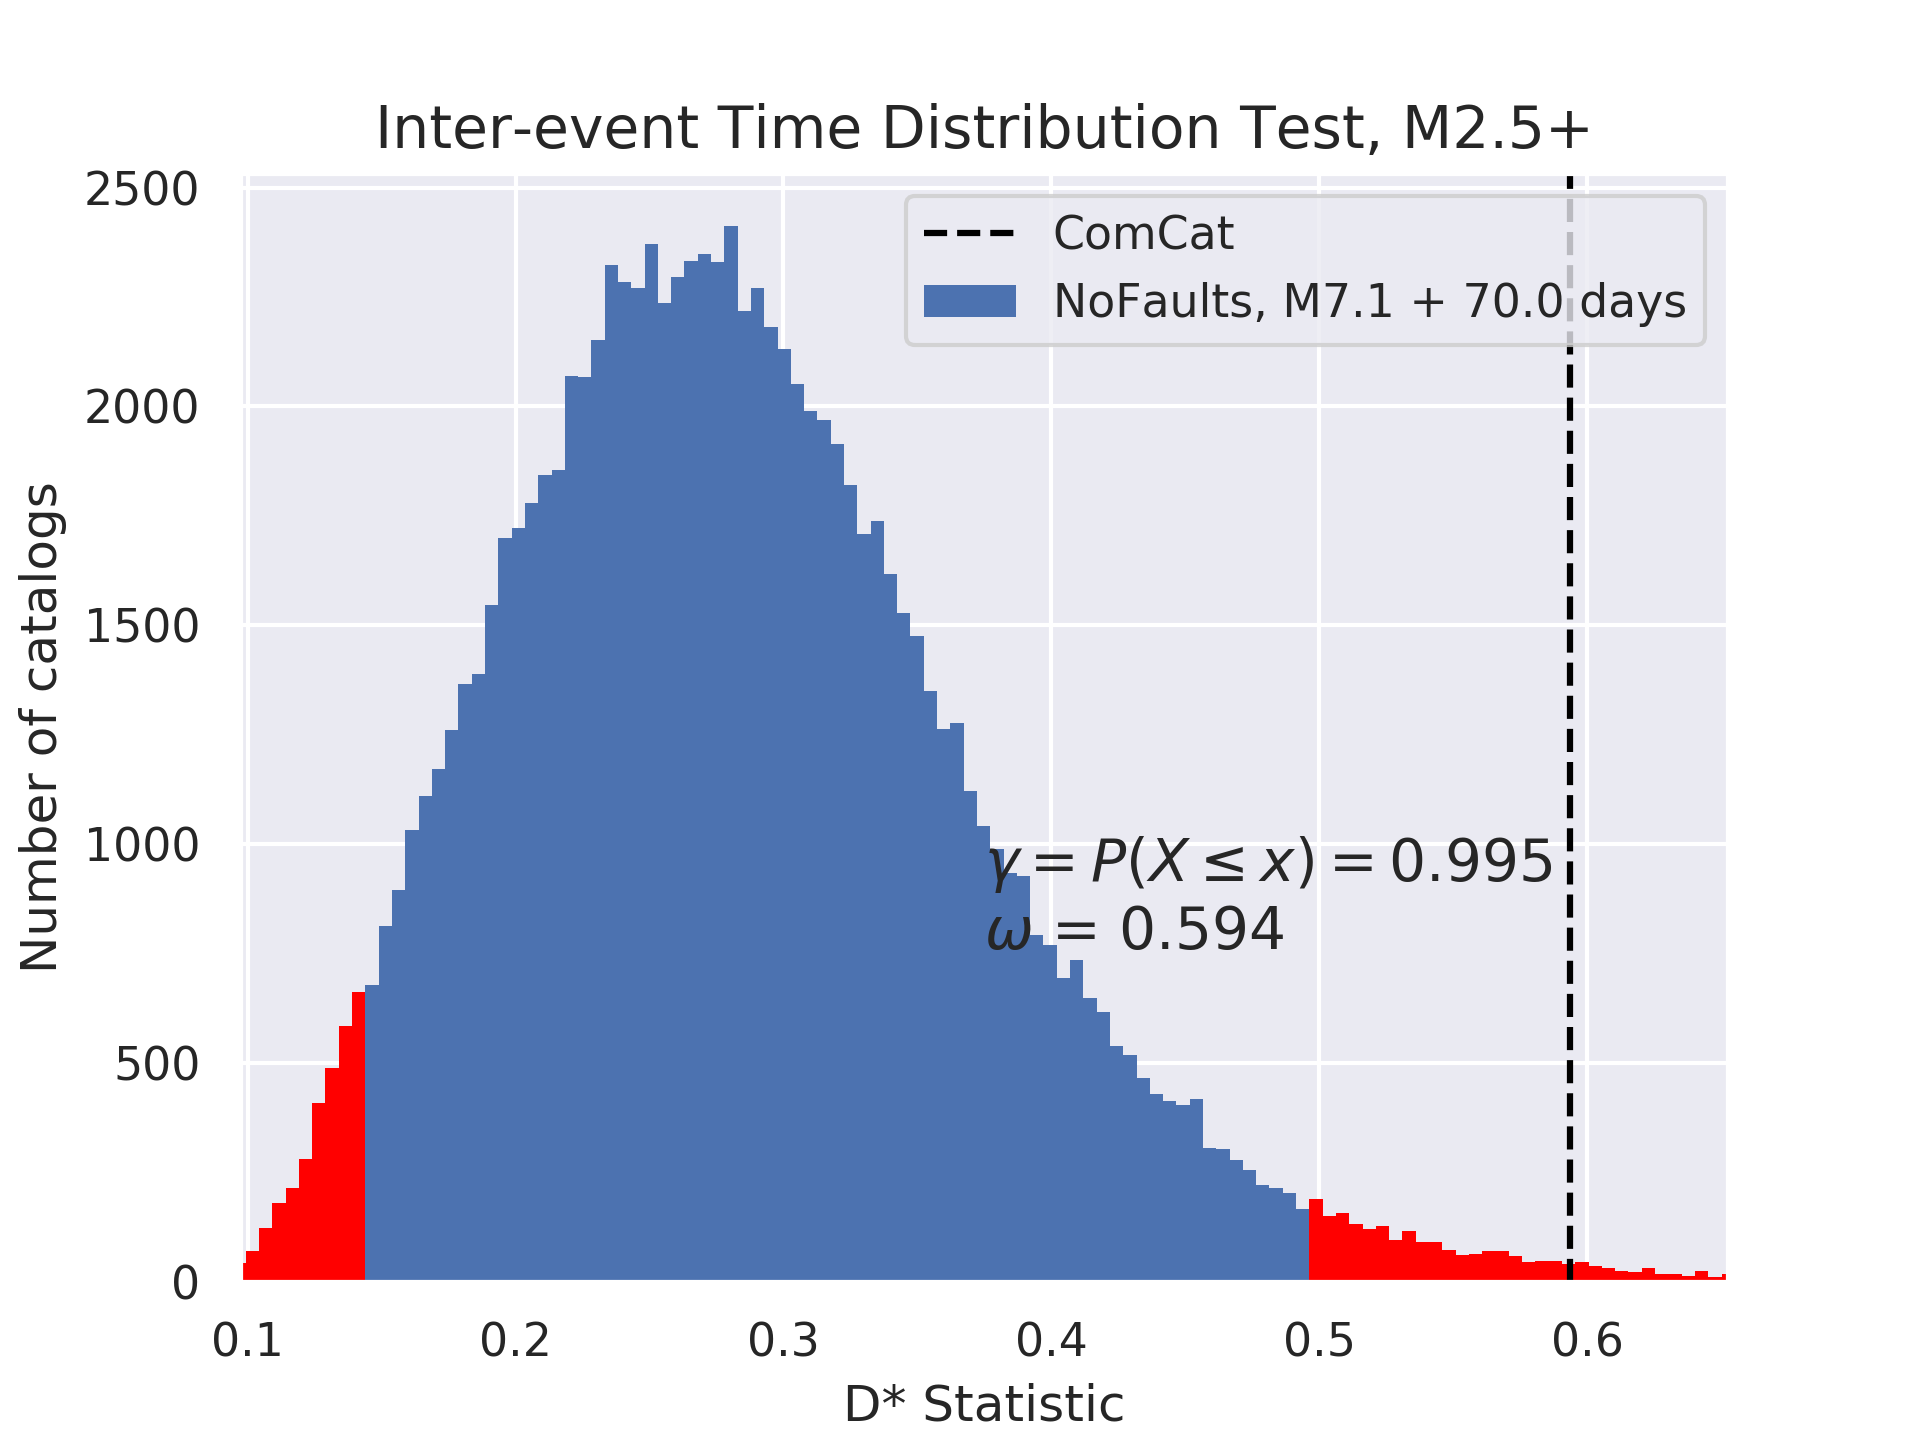 Inter-event Time Distribution Test, M2.5+
ComCat
NoFaults, M7.1 + 70.0 days
2500
2000
1500
1000
500
0
Number of catalogs
γ = P(X ≤ x) = 0.995
ω = 0.594
0.1 0.2 0.3 0.4 0.5 0.6
D* Statistic